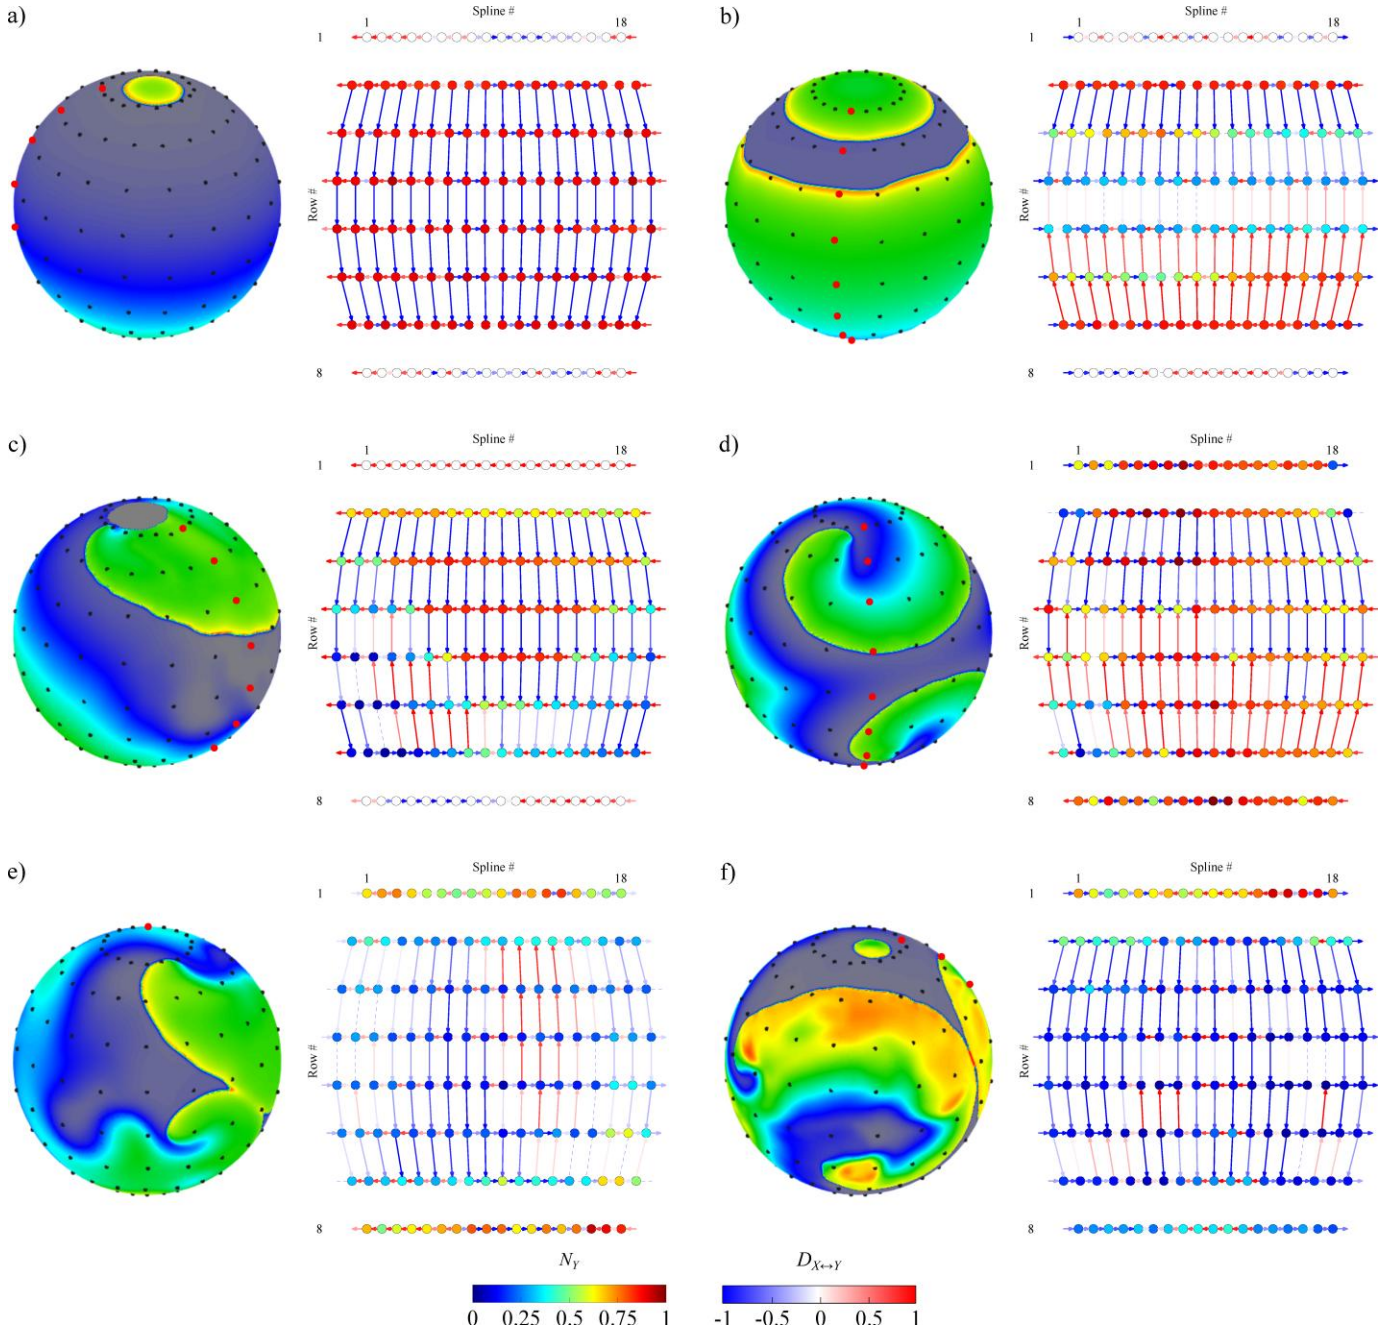 a)
Spline #
1 18
1
Row #
8
b)
Spline #
1 18
1
Row #
8
c)
Spline #
1 18
1
Row #
8
d)
Spline #
1 18
1
Row #
8
e)
Spline #
1 18
1
Row #
8
f)
Spline #
1 18
1
Row #
8
N_Y
0 0.25 0.5 0.75 1
D_{X↔Y}
-1 -0.5 0 0.5 1